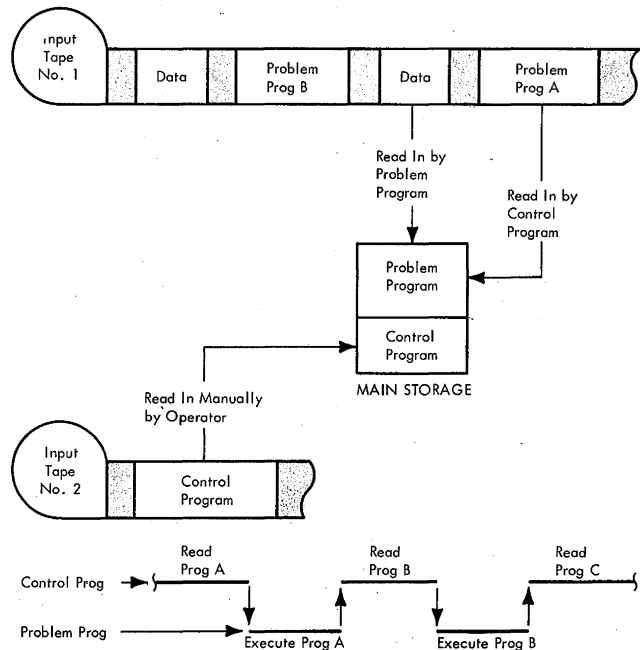 Input
Tape
No. 1
Data
Problem
Prog B
Data
Problem
Prog A
Read In by
Problem
Program
Read In by
Control
Program
Problem
Program
Control
Program
MAIN STORAGE
Read In Manually
by Operator
Input
Tape
No. 2
Control
Program
Read
Prog A
Read
Prog B
Read
Prog C
Control Prog
Problem Prog
Execute Prog A
Execute Prog B